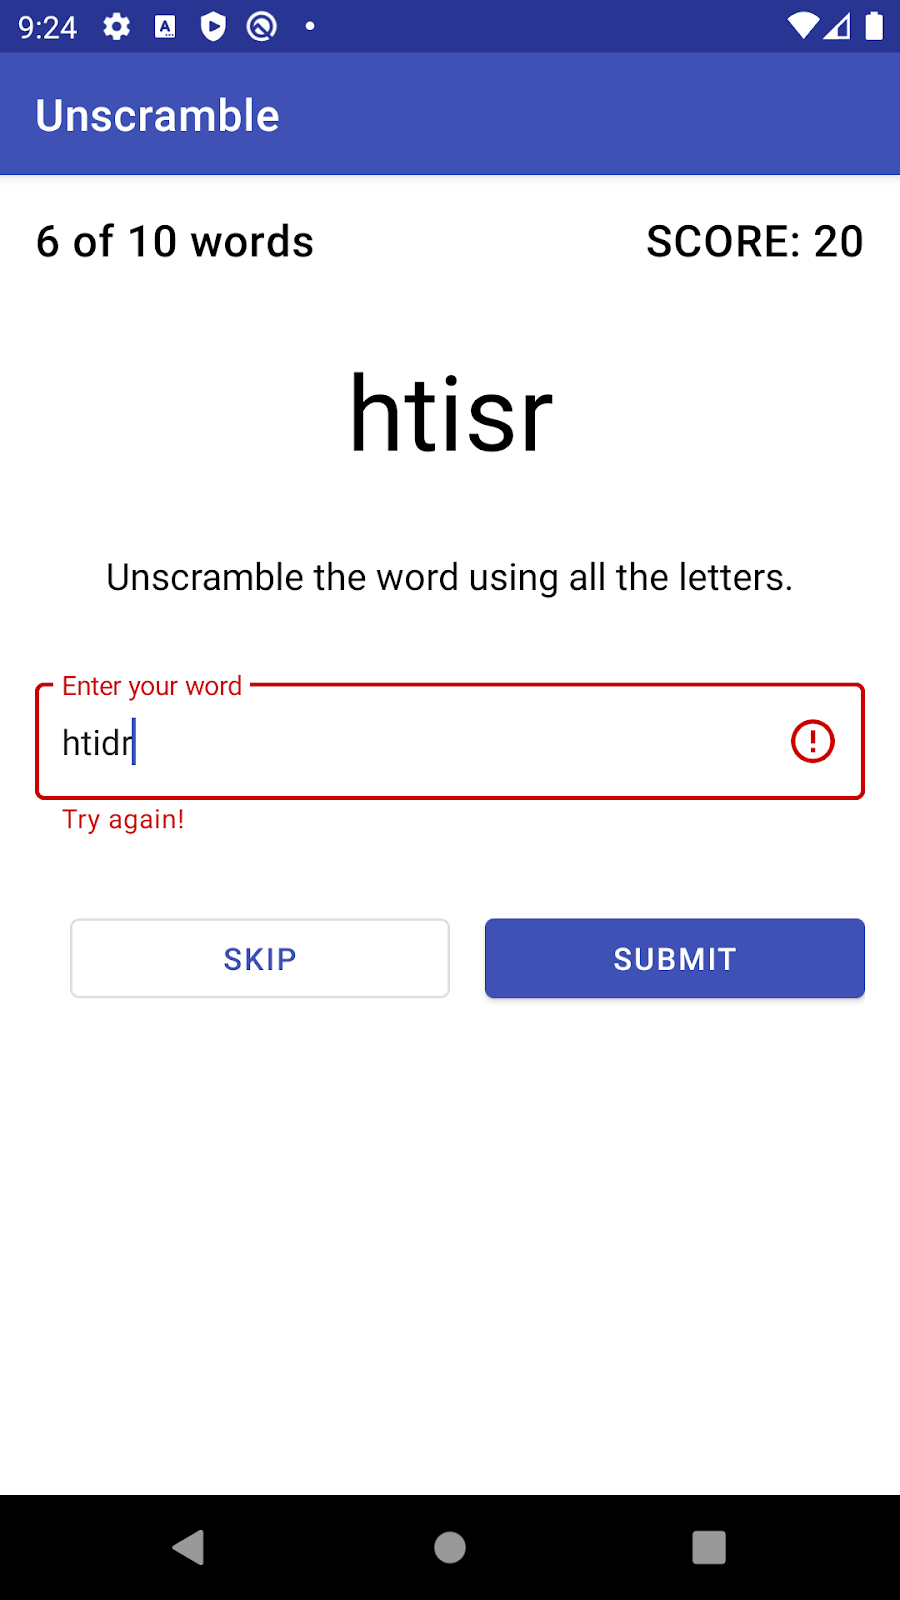 9:24
Unscramble
6 of 10 words
SCORE: 20
htisr
Unscramble the word using all the letters.
Enter your word
htidr
Try again!
SKIP
SUBMIT